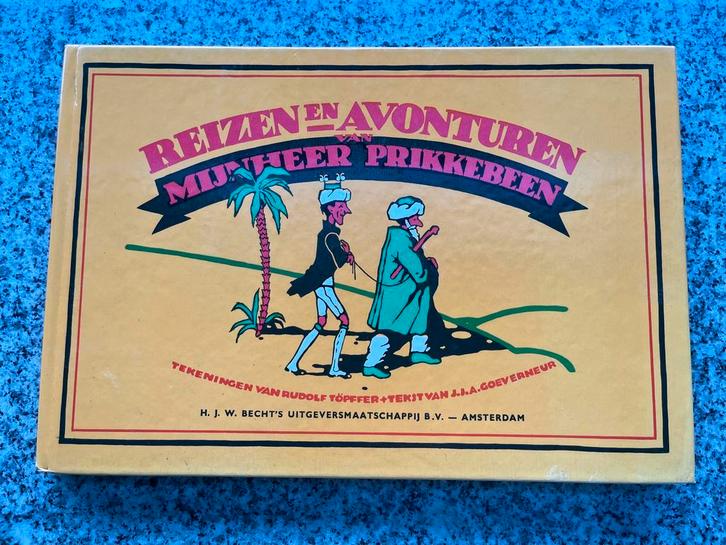 REIZEN EN AVONTUREN
VAN
MIJNHEER PRIKKEBEEN
TEKENINGEN VAN RUDOLF TÖPFFER + TEKST VAN J.J.A. GOEVERNEUR
H. J. W. BECHT'S UITGEVERSMAATSCHAPPIJ B.V. — AMSTERDAM